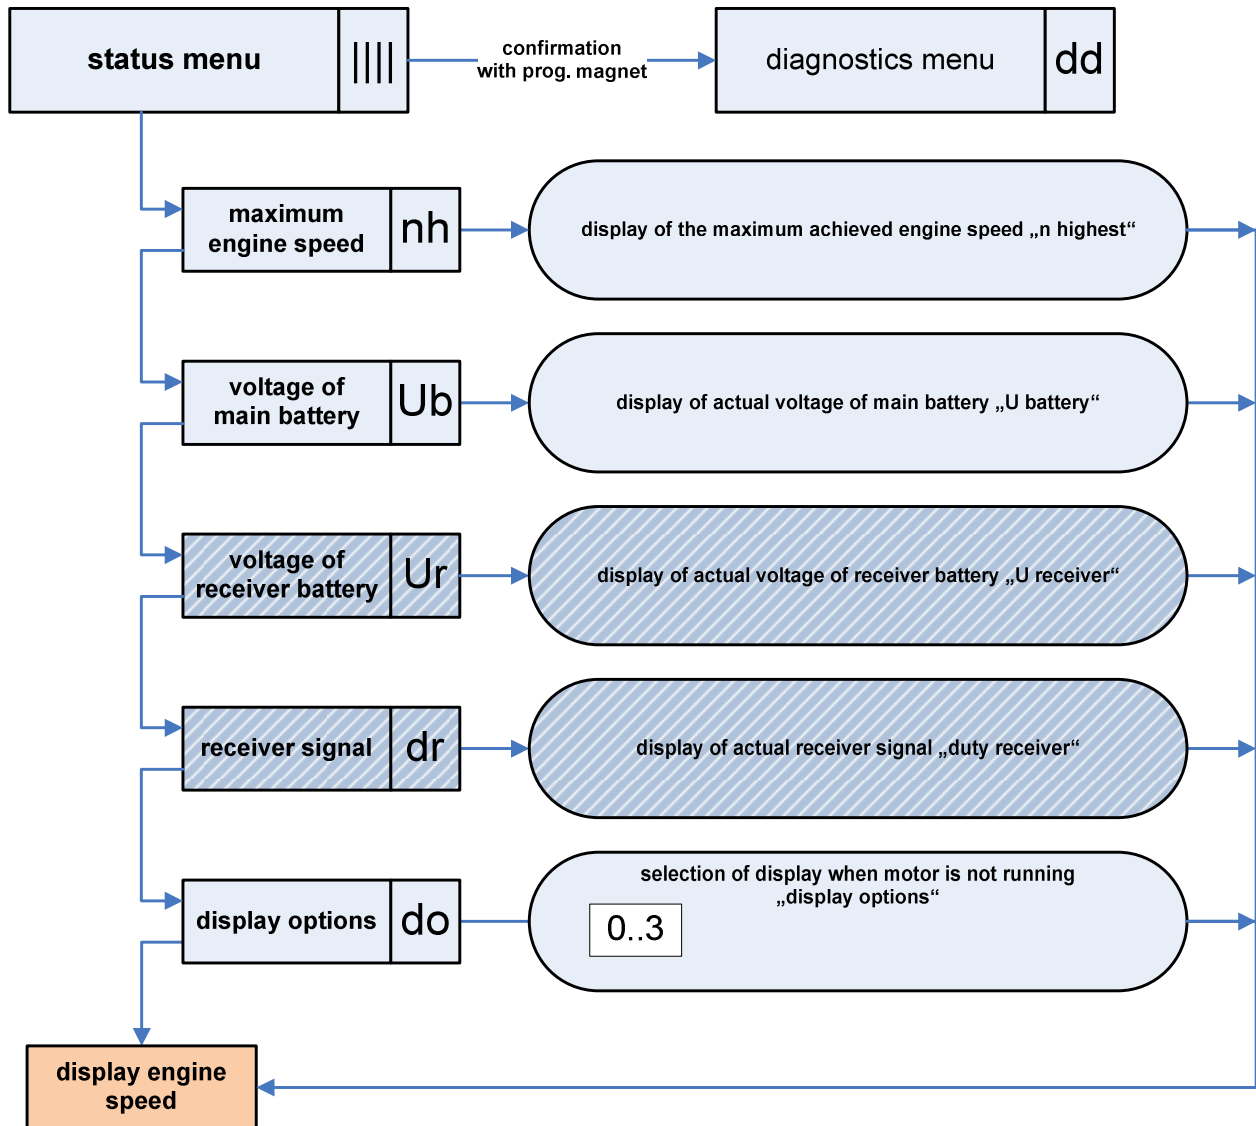 status menu
||||
confirmation
with prog. magnet
diagnostics menu
dd
maximum
engine speed
nh
display of the maximum achieved engine speed „n highest“
voltage of
main battery
Ub
display of actual voltage of main battery „U battery“
voltage of
receiver battery
Ur
display of actual voltage of receiver battery „U receiver“
receiver signal
dr
display of actual receiver signal „duty receiver“
display options
do
selection of display when motor is not running
„display options“
0..3
display engine
speed